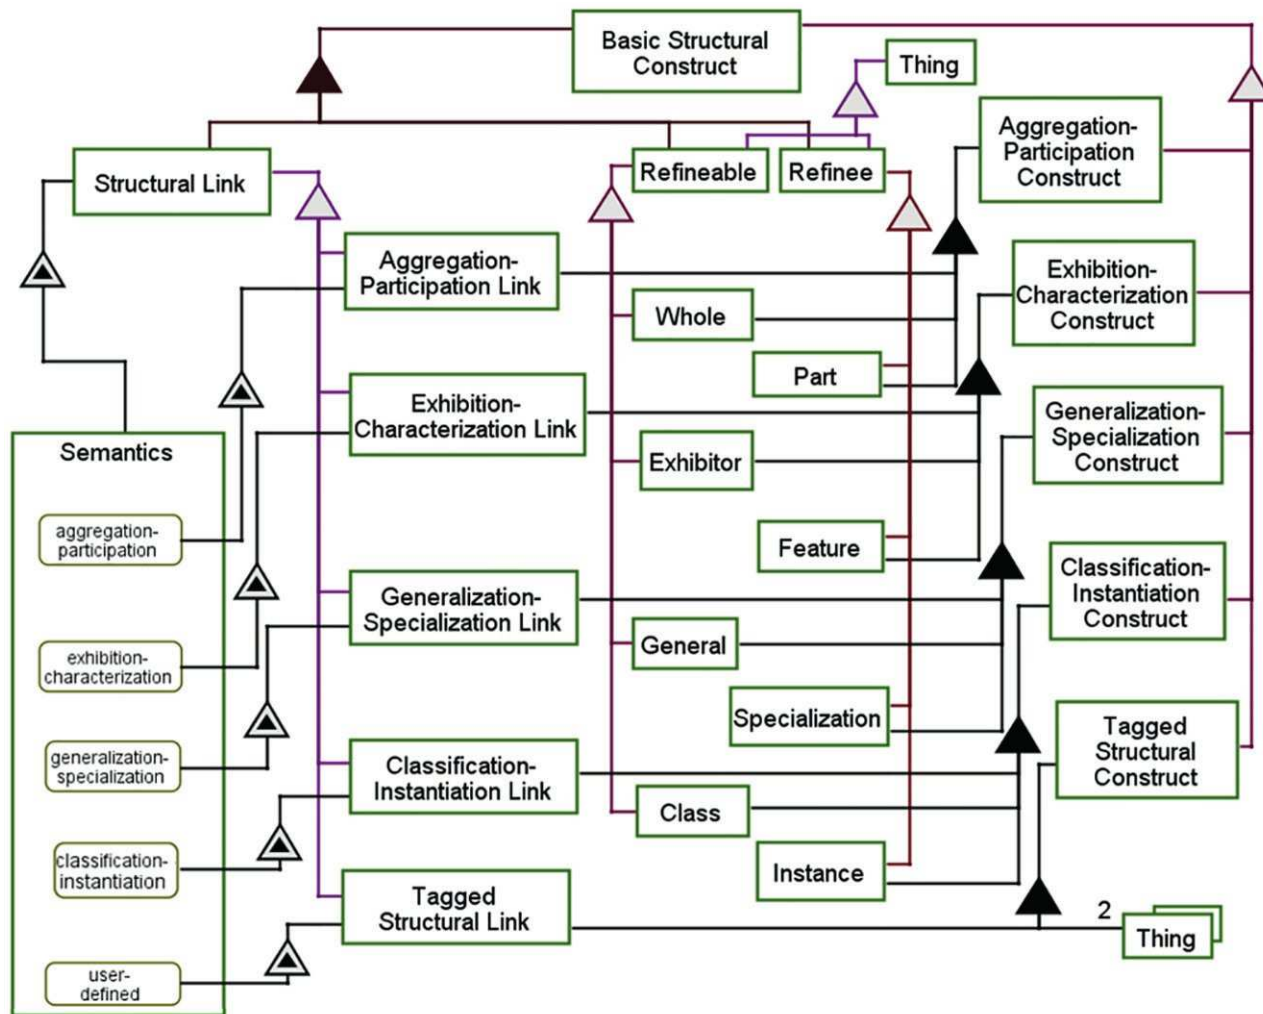 Basic Structural
Construct
Thing
Aggregation-
Participation
Construct
Structural Link
Refineable
Refinee
Aggregation-
Participation Link
Exhibition-
Characterization
Construct
Whole
Part
Exhibition-
Characterization Link
Generalization-
Specialization
Construct
Semantics
Exhibitor
aggregation-
participation
Feature
Classification-
Instantiation
Construct
Generalization-
Specialization Link
exhibition-
characterization
General
Specialization
Tagged
Structural
Construct
generalization-
specialization
Classification-
Instantiation Link
Class
classification-
instantiation
Instance
Tagged
Structural Link
2
Thing
user-
defined